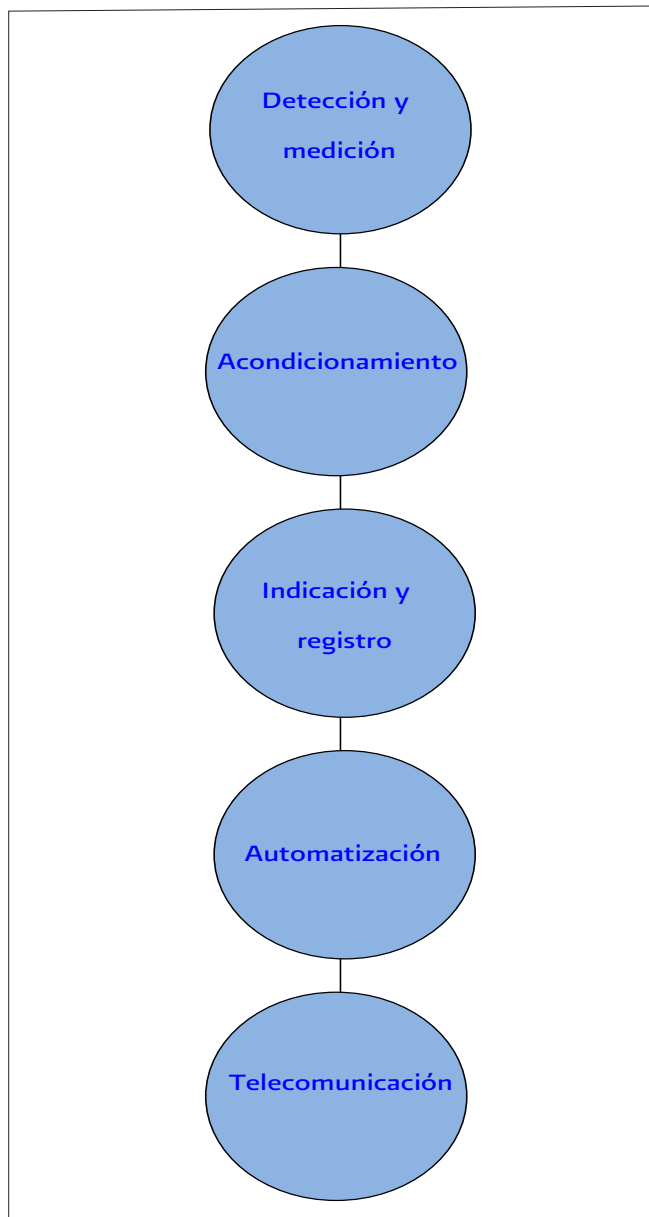 Detección y
medición
Acondicionamiento
Indicación y
registro
Automatización
Telecomunicación